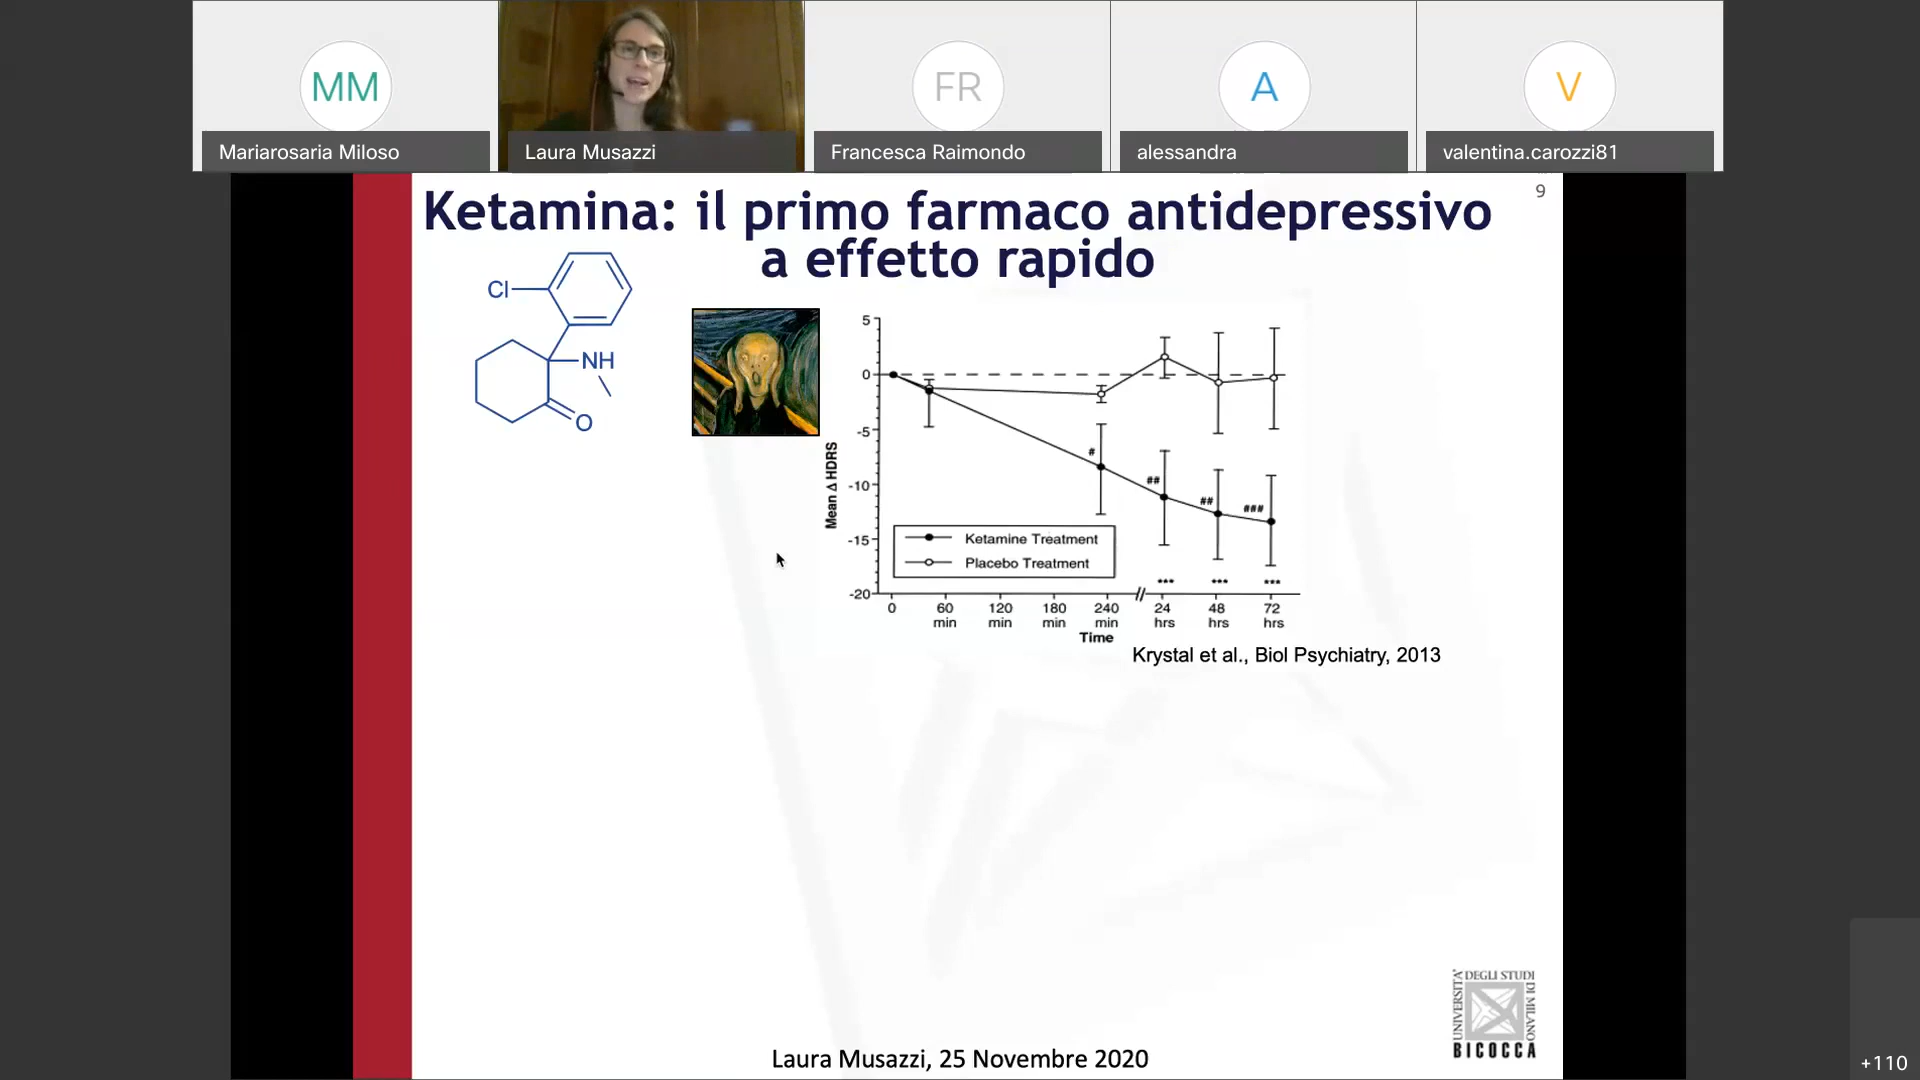 MM
FR
A
V
Mariarosaria Miloso
Laura Musazzi
Francesca Raimondo
alessandra
valentina.carozzi81
9
Ketamina: il primo farmaco antidepressivo
a effetto rapido
Cl
NH
O
5
0
-5
-10
-15
-20
Mean Δ HDRS
#
##
##
###
Ketamine Treatment
Placebo Treatment
*** *** ***
0 60 120 180 240 24 48 72
min min min min hrs hrs hrs
Time
Krystal et al., Biol Psychiatry, 2013
UNIVERSITA' DEGLI STUDI DI MILANO
BICOCCA
Laura Musazzi, 25 Novembre 2020
+110